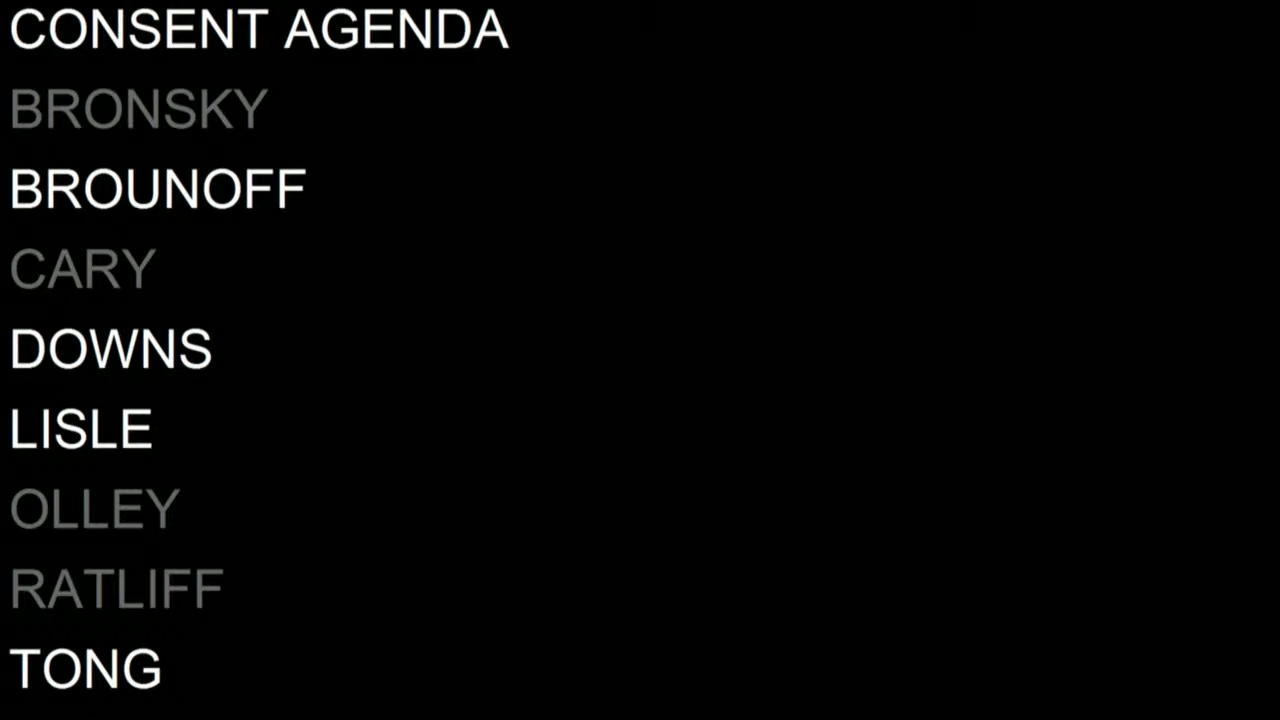 CONSENT AGENDA
BRONSKY
BROUNOFF
CARY
DOWNS
LISLE
OLLEY
RATLIFF
TONG